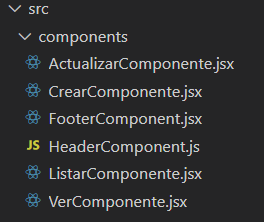 src
components
ActualizarComponente.jsx
CrearComponente.jsx
FooterComponent.jsx
JS HeaderComponent.js
ListarComponente.jsx
VerComponente.jsx